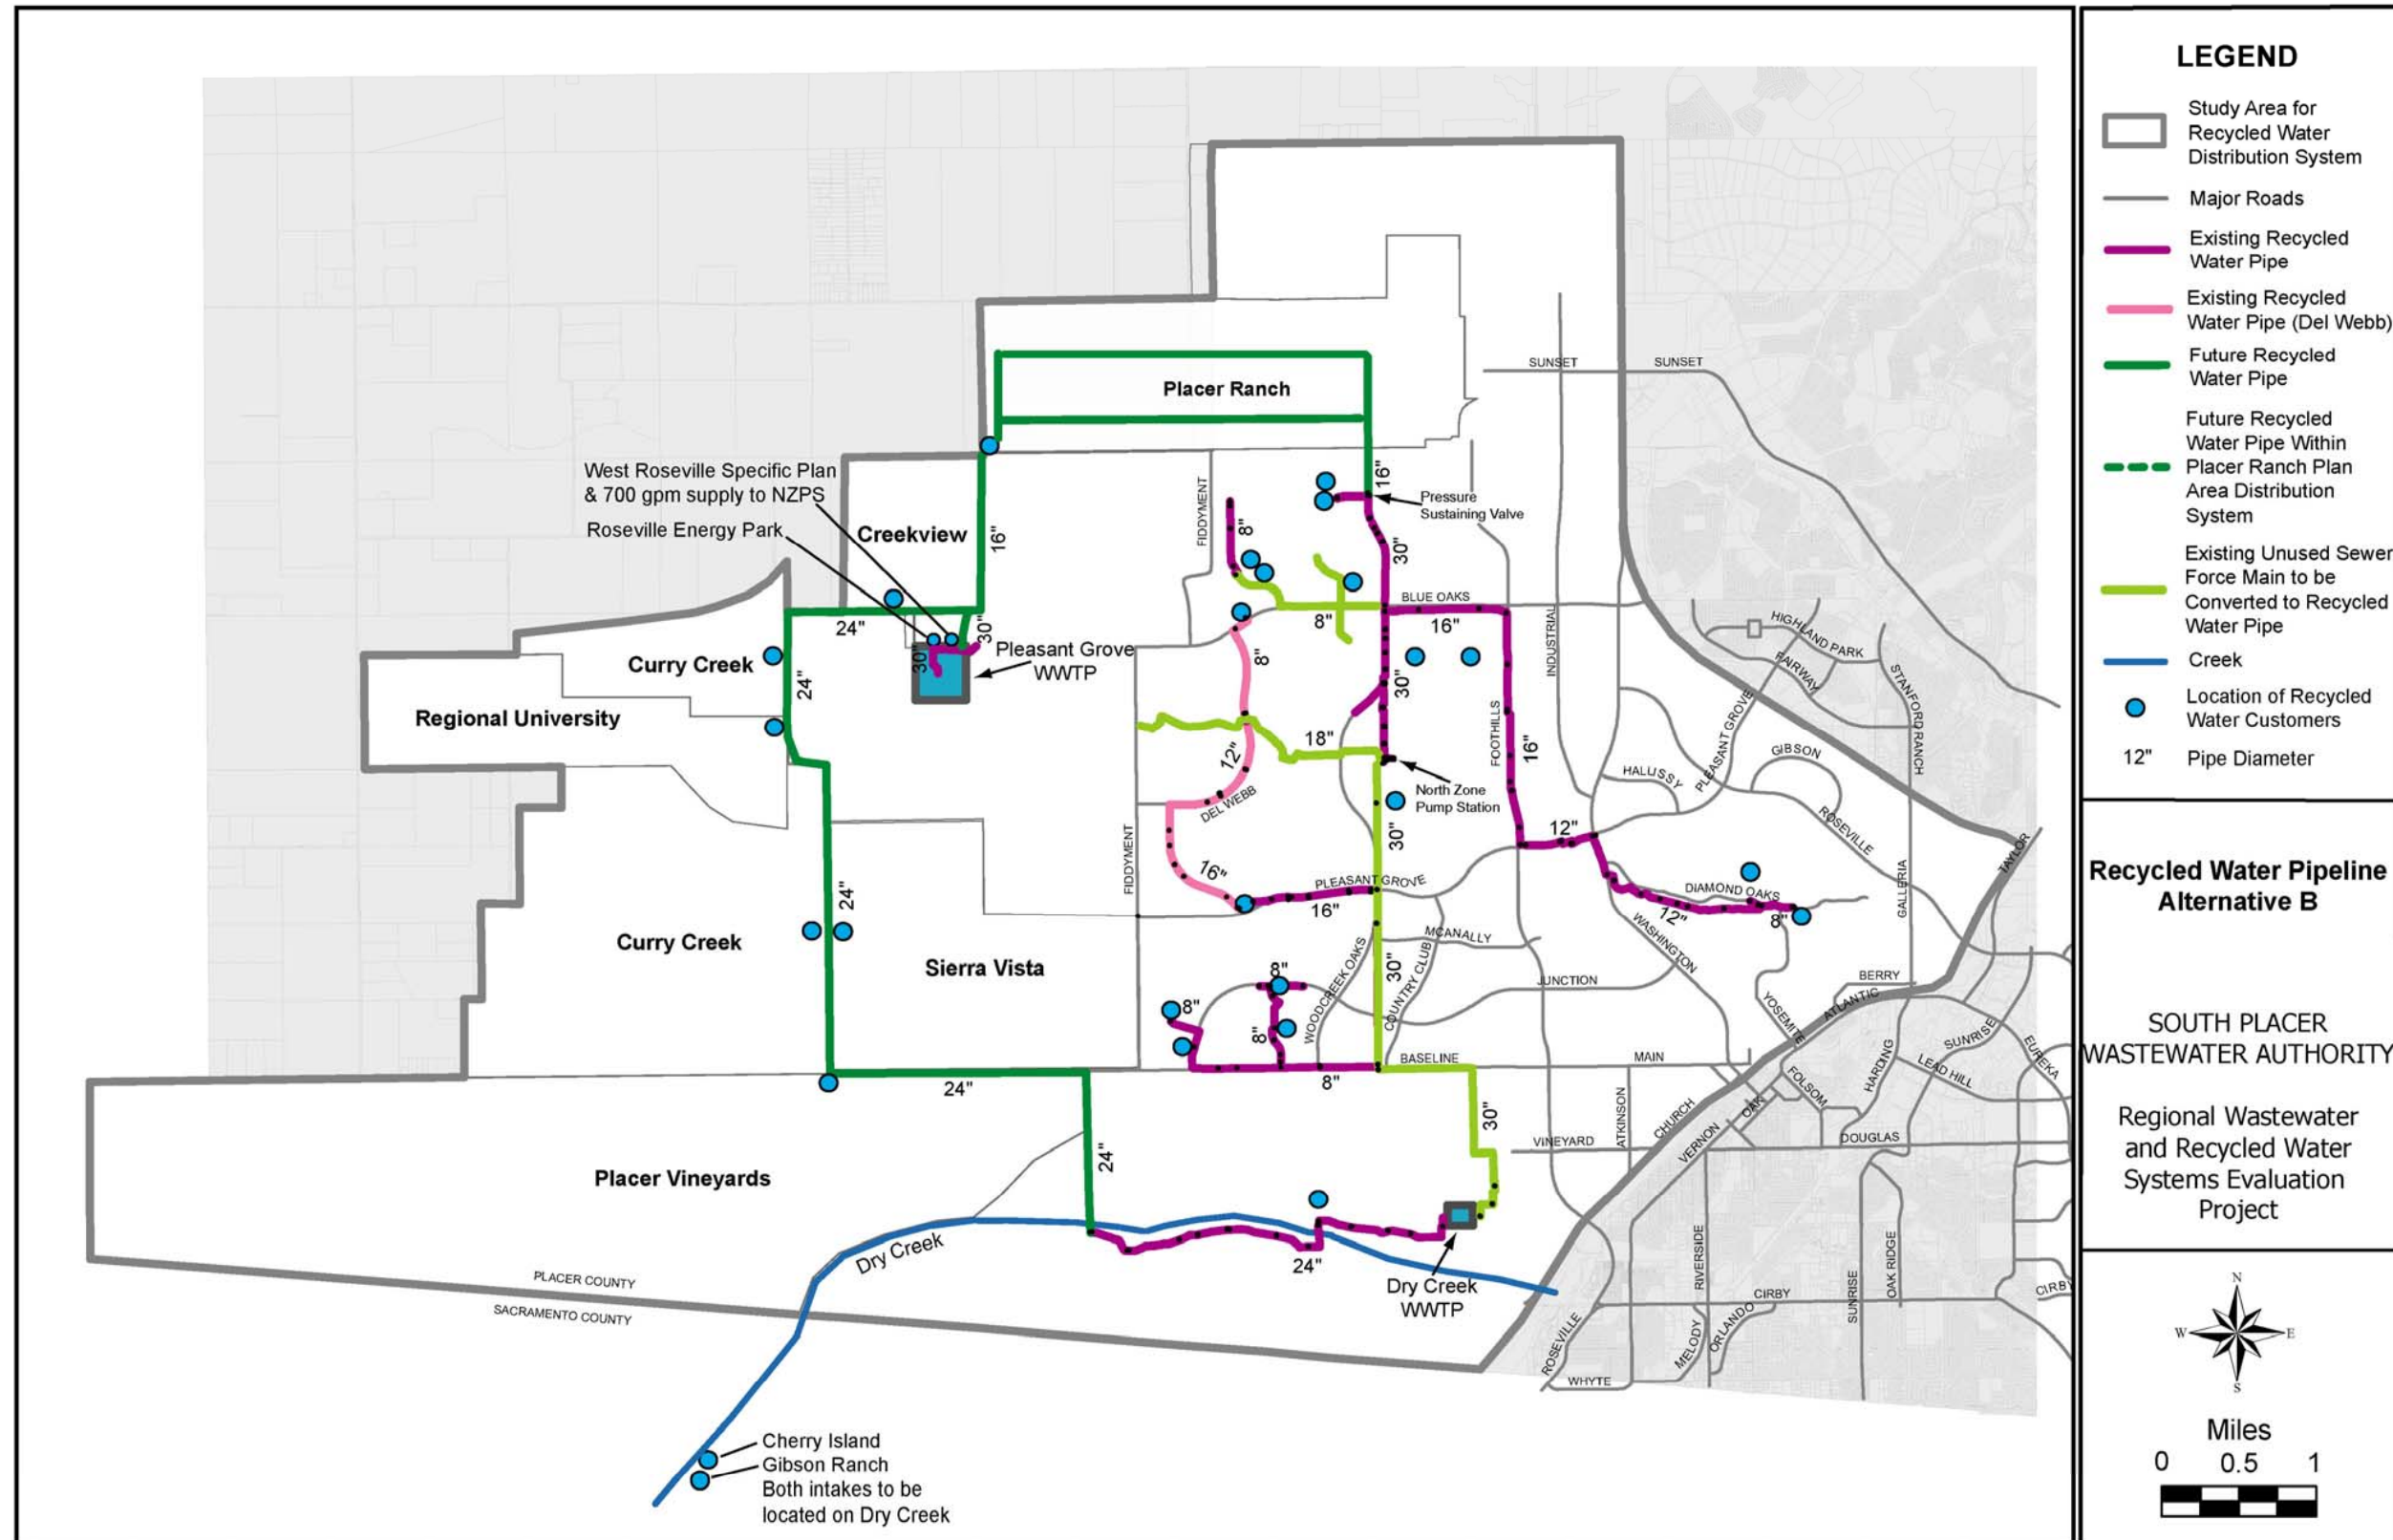 Placer Ranch
SUNSET
SUNSET
West Roseville Specific Plan
& 700 gpm supply to NZPS
Roseville Energy Park
Creekview
16"
FIDDYMENT
8"
16"
Pressure
Sustaining Valve
30"
BLUE OAKS
24"
30"
30"
Pleasant Grove
WWTP
8"
8"
16"
INDUSTRIAL
HIGHLAND PARK
FAIRWAY
STANFORD RANCH
Curry Creek
24"
Regional University
30"
18"
12"
DEL WEBB
FOOTHILLS
16"
North Zone
Pump Station
HALUSSY
PLEASANT GROVE
GIBSON
ROSEVILLE
FIDDYMENT
30"
12"
TAYLOR
16"
PLEASANT GROVE
16"
DIAMOND OAKS
12"
8"
GALLERIA
24"
Curry Creek
Sierra Vista
MCANALLY
WASHINGTON
8"
WOODCREEK OAKS
30"
COUNTRY CLUB
JUNCTION
BERRY
8"
8"
YOSEMITE
ATLANTIC
SUNRISE
EUREKA
BASELINE
MAIN
8"
24"
HARDING
LEAD HILL
FOLSOM
OAK
30"
ATKINSON
CHURCH
VERNON
VINEYARD
DOUGLAS
Placer Vineyards
24"
Dry Creek
24"
Dry Creek
WWTP
RIVERSIDE
OAK RIDGE
SUNRISE
CIRBY
CIRBY
PLACER COUNTY
SACRAMENTO COUNTY
ROSEVILLE
MELODY
ORLANDO
WHYTE
Cherry Island
Gibson Ranch
Both intakes to be
located on Dry Creek
LEGEND
Study Area for
Recycled Water
Distribution System
Major Roads
Existing Recycled
Water Pipe
Existing Recycled
Water Pipe (Del Webb)
Future Recycled
Water Pipe
Future Recycled
Water Pipe Within
Placer Ranch Plan
Area Distribution
System
Existing Unused Sewer
Force Main to be
Converted to Recycled
Water Pipe
Creek
Location of Recycled
Water Customers
12" Pipe Diameter
Recycled Water Pipeline
Alternative B
SOUTH PLACER
WASTEWATER AUTHORITY
Regional Wastewater
and Recycled Water
Systems Evaluation
Project
N
W E
S
Miles
0 0.5 1